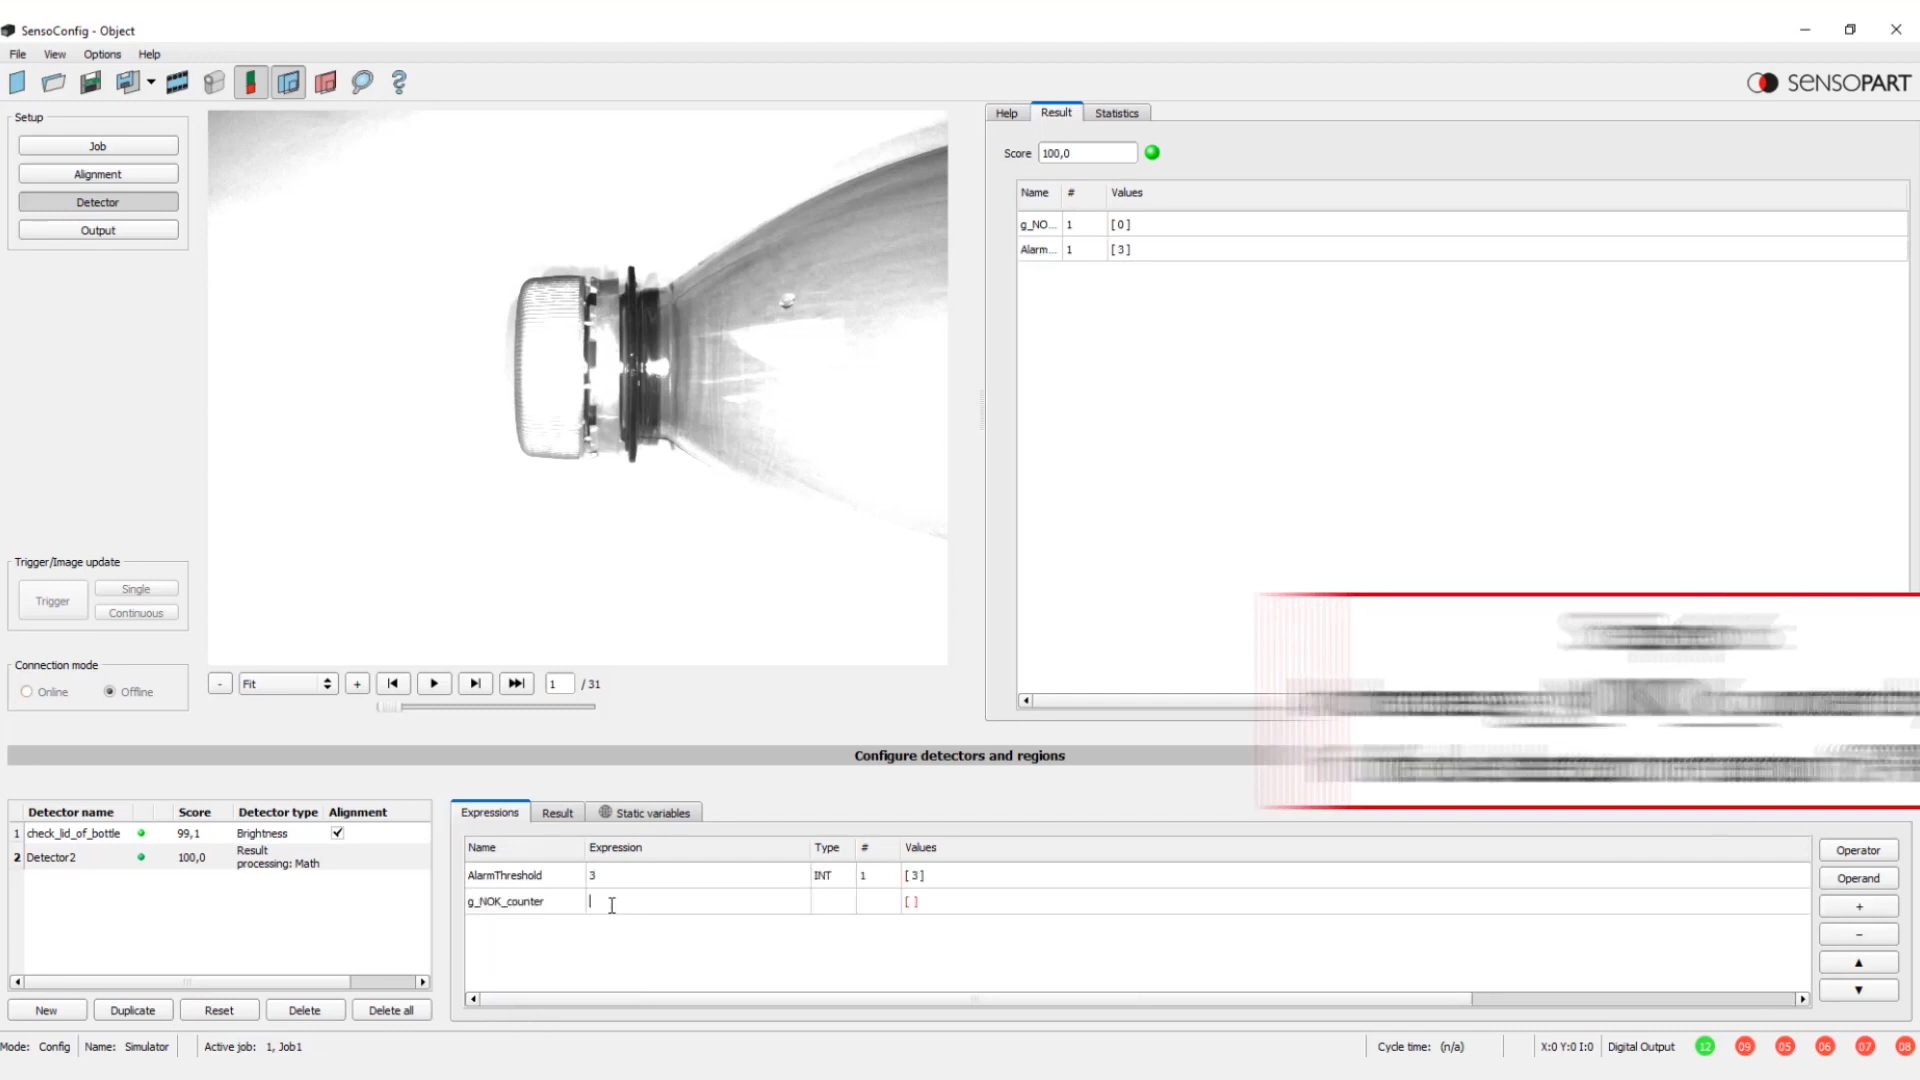 SensoConfig - Object
File View Options Help
SENSOPART
Setup
Job
Alignment
Detector
Output
Help Result Statistics
Score 100,0
Name # Values
g_NO... 1 [ 0 ]
Alarm... 1 [ 3 ]
Trigger/Image update
Trigger
Single
Continuous
Connection mode
Online Offline
- Fit + 1 / 31
Configure detectors and regions
Detector name Score Detector type Alignment
1 check_lid_of_bottle 99,1 Brightness
2 Detector2 100,0 Result processing: Math
New Duplicate Reset Delete Delete all
Expressions Result Static variables
Name Expression Type # Values
AlarmThreshold 3 INT 1 [ 3 ]
g_NOK_counter [ ]
Operator
Operand
+
-
Mode: Config Name: Simulator Active job: 1, Job1 Cycle time: (n/a) X:0 Y:0 I:0 Digital Output 12 09 05 06 07 08